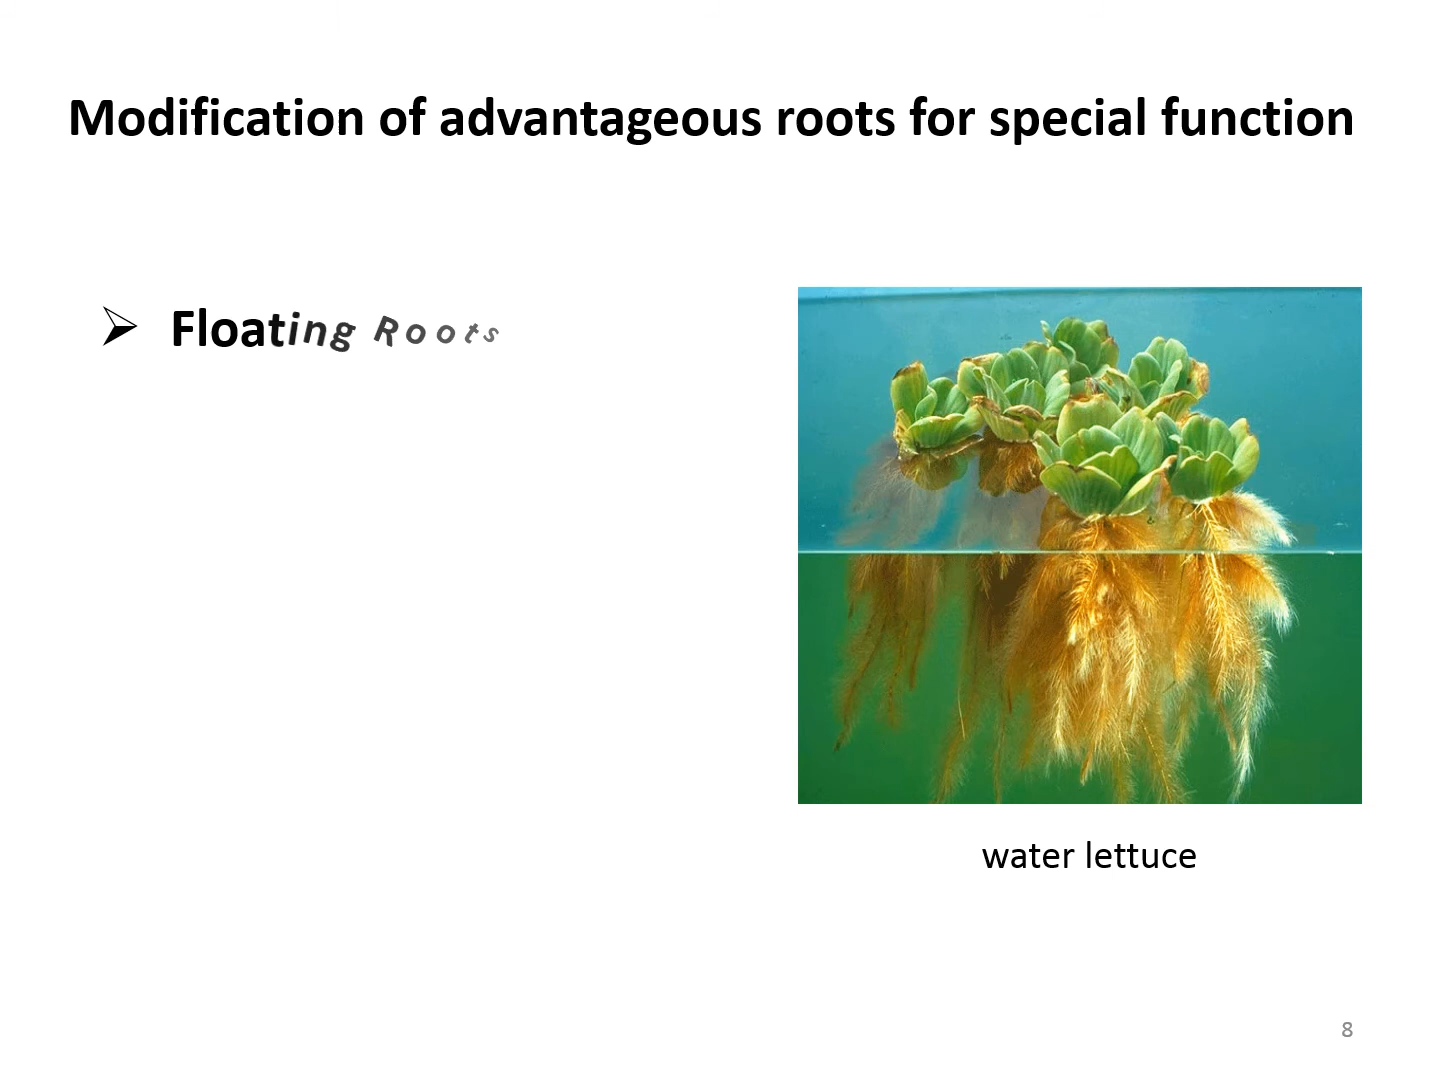 Modification of advantageous roots for special function
➢ Floating Roots
water lettuce
8